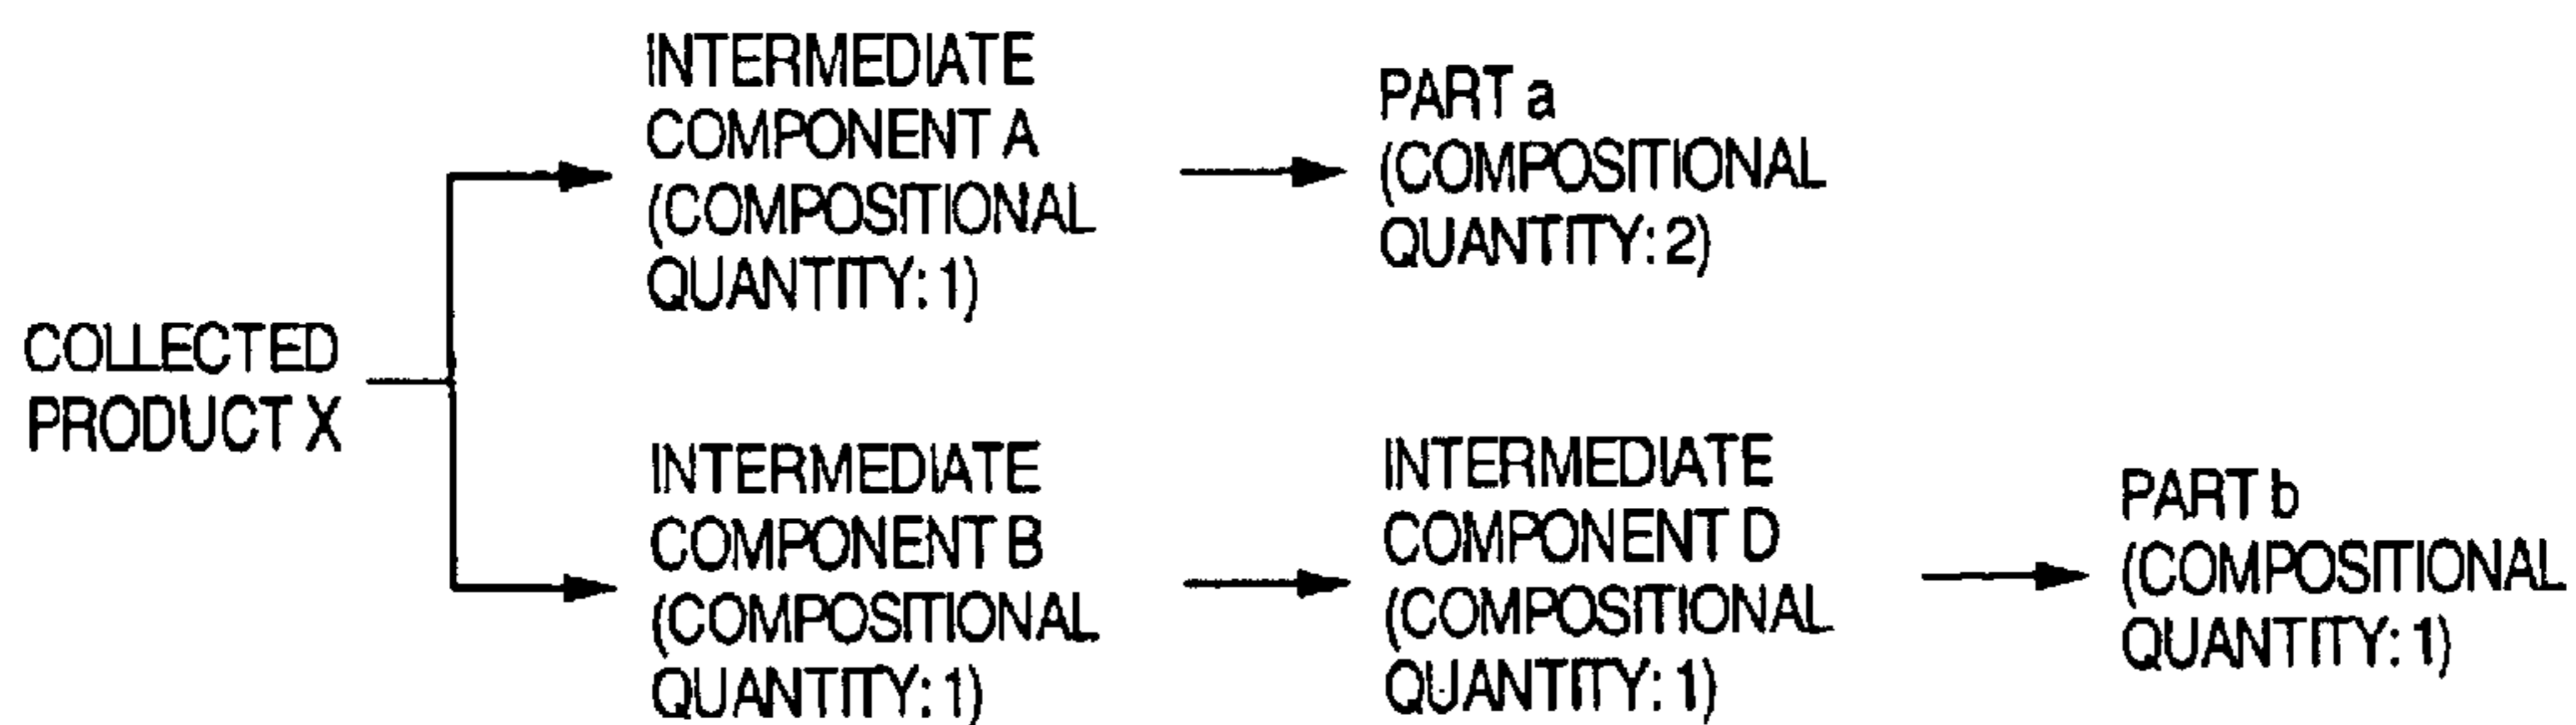 COLLECTED
PRODUCT X
INTERMEDIATE
COMPONENT A
(COMPOSITIONAL
QUANTITY: 1)
PART a
(COMPOSITIONAL
QUANTITY: 2)
INTERMEDIATE
COMPONENT B
(COMPOSITIONAL
QUANTITY: 1)
INTERMEDIATE
COMPONENT D
(COMPOSITIONAL
QUANTITY: 1)
PART b
(COMPOSITIONAL
QUANTITY: 1)